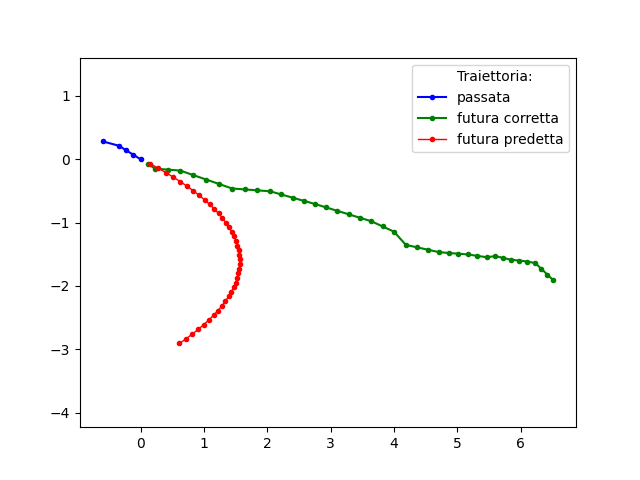 Traiettoria:
passata
futura corretta
futura predetta
1
0
−1
−2
−3
−4
0 1 2 3 4 5 6